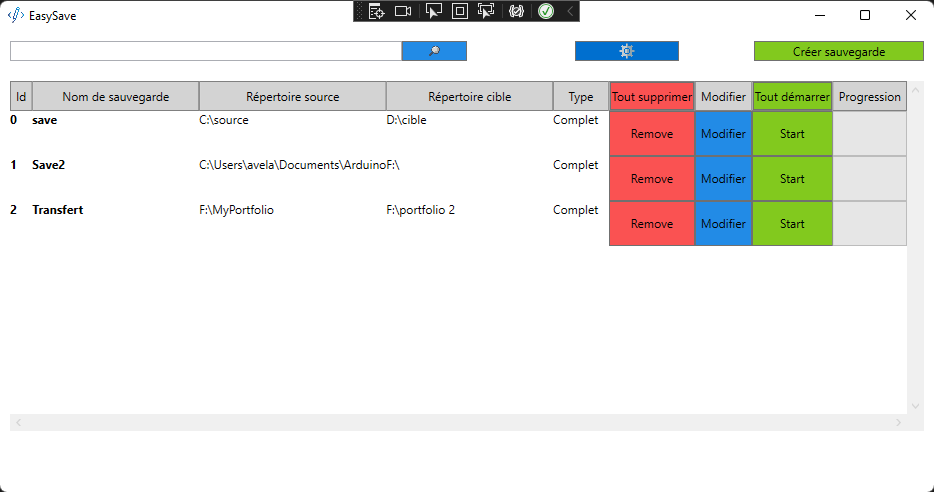 EasySave
Créer sauvegarde
Id Nom de sauvegarde Répertoire source Répertoire cible Type Tout supprimer Modifier Tout démarrer Progression
0 save C:\source D:\cible Complet Remove Modifier Start
1 Save2 C:\Users\avela\Documents\Arduino F:\ Complet Remove Modifier Start
2 Transfert F:\MyPortfolio F:\portfolio 2 Complet Remove Modifier Start